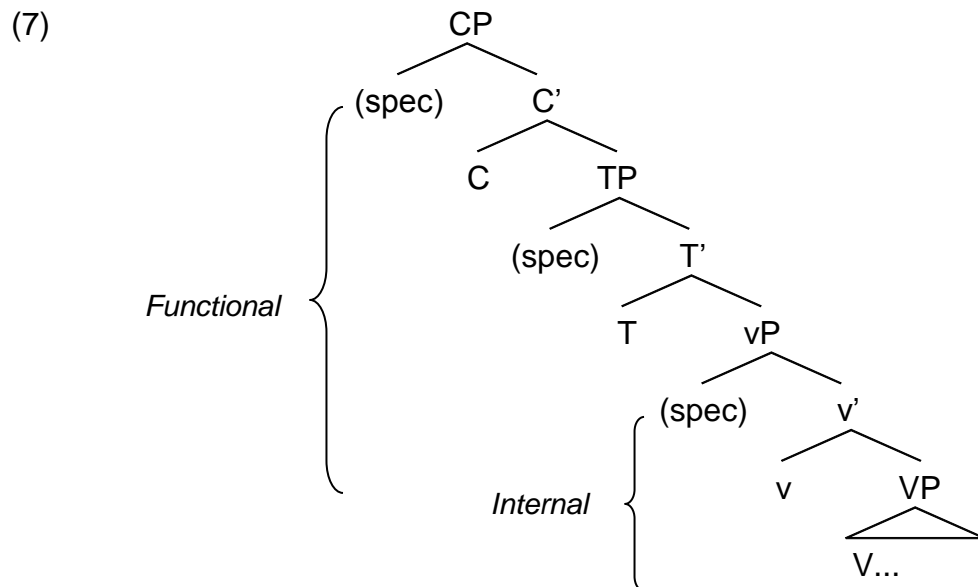 (7)
CP
(spec) C’
C TP
(spec) T’
Functional
T vP
(spec) v’
v VP
Internal
V...